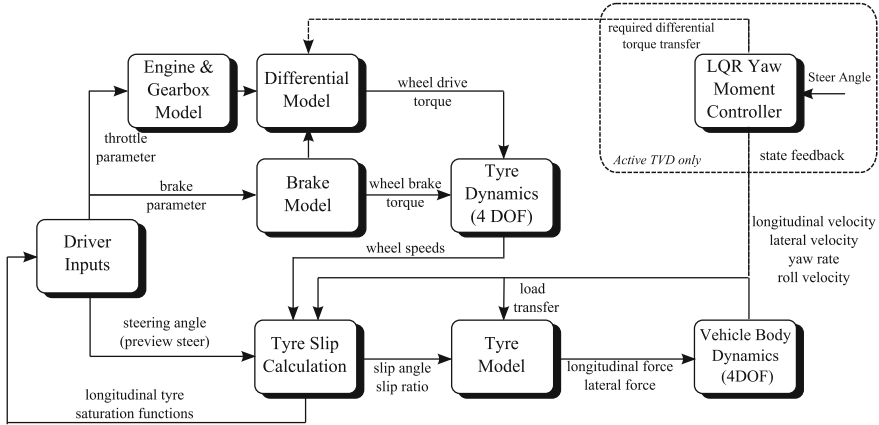 required differential
torque transfer
Engine &
Gearbox
Model
Differential
Model
LQR Yaw
Moment
Controller
Steer Angle
wheel drive
torque
throttle
parameter
Active TVD only
state feedback
brake
parameter
Brake
Model
wheel brake
torque
Tyre
Dynamics
(4 DOF)
Driver
Inputs
wheel speeds
longitudinal velocity
lateral velocity
yaw rate
roll velocity
load
transfer
steering angle
(preview steer)
Tyre Slip
Calculation
slip angle
slip ratio
Tyre
Model
longitudinal force
lateral force
Vehicle Body
Dynamics
(4DOF)
longitudinal tyre
saturation functions